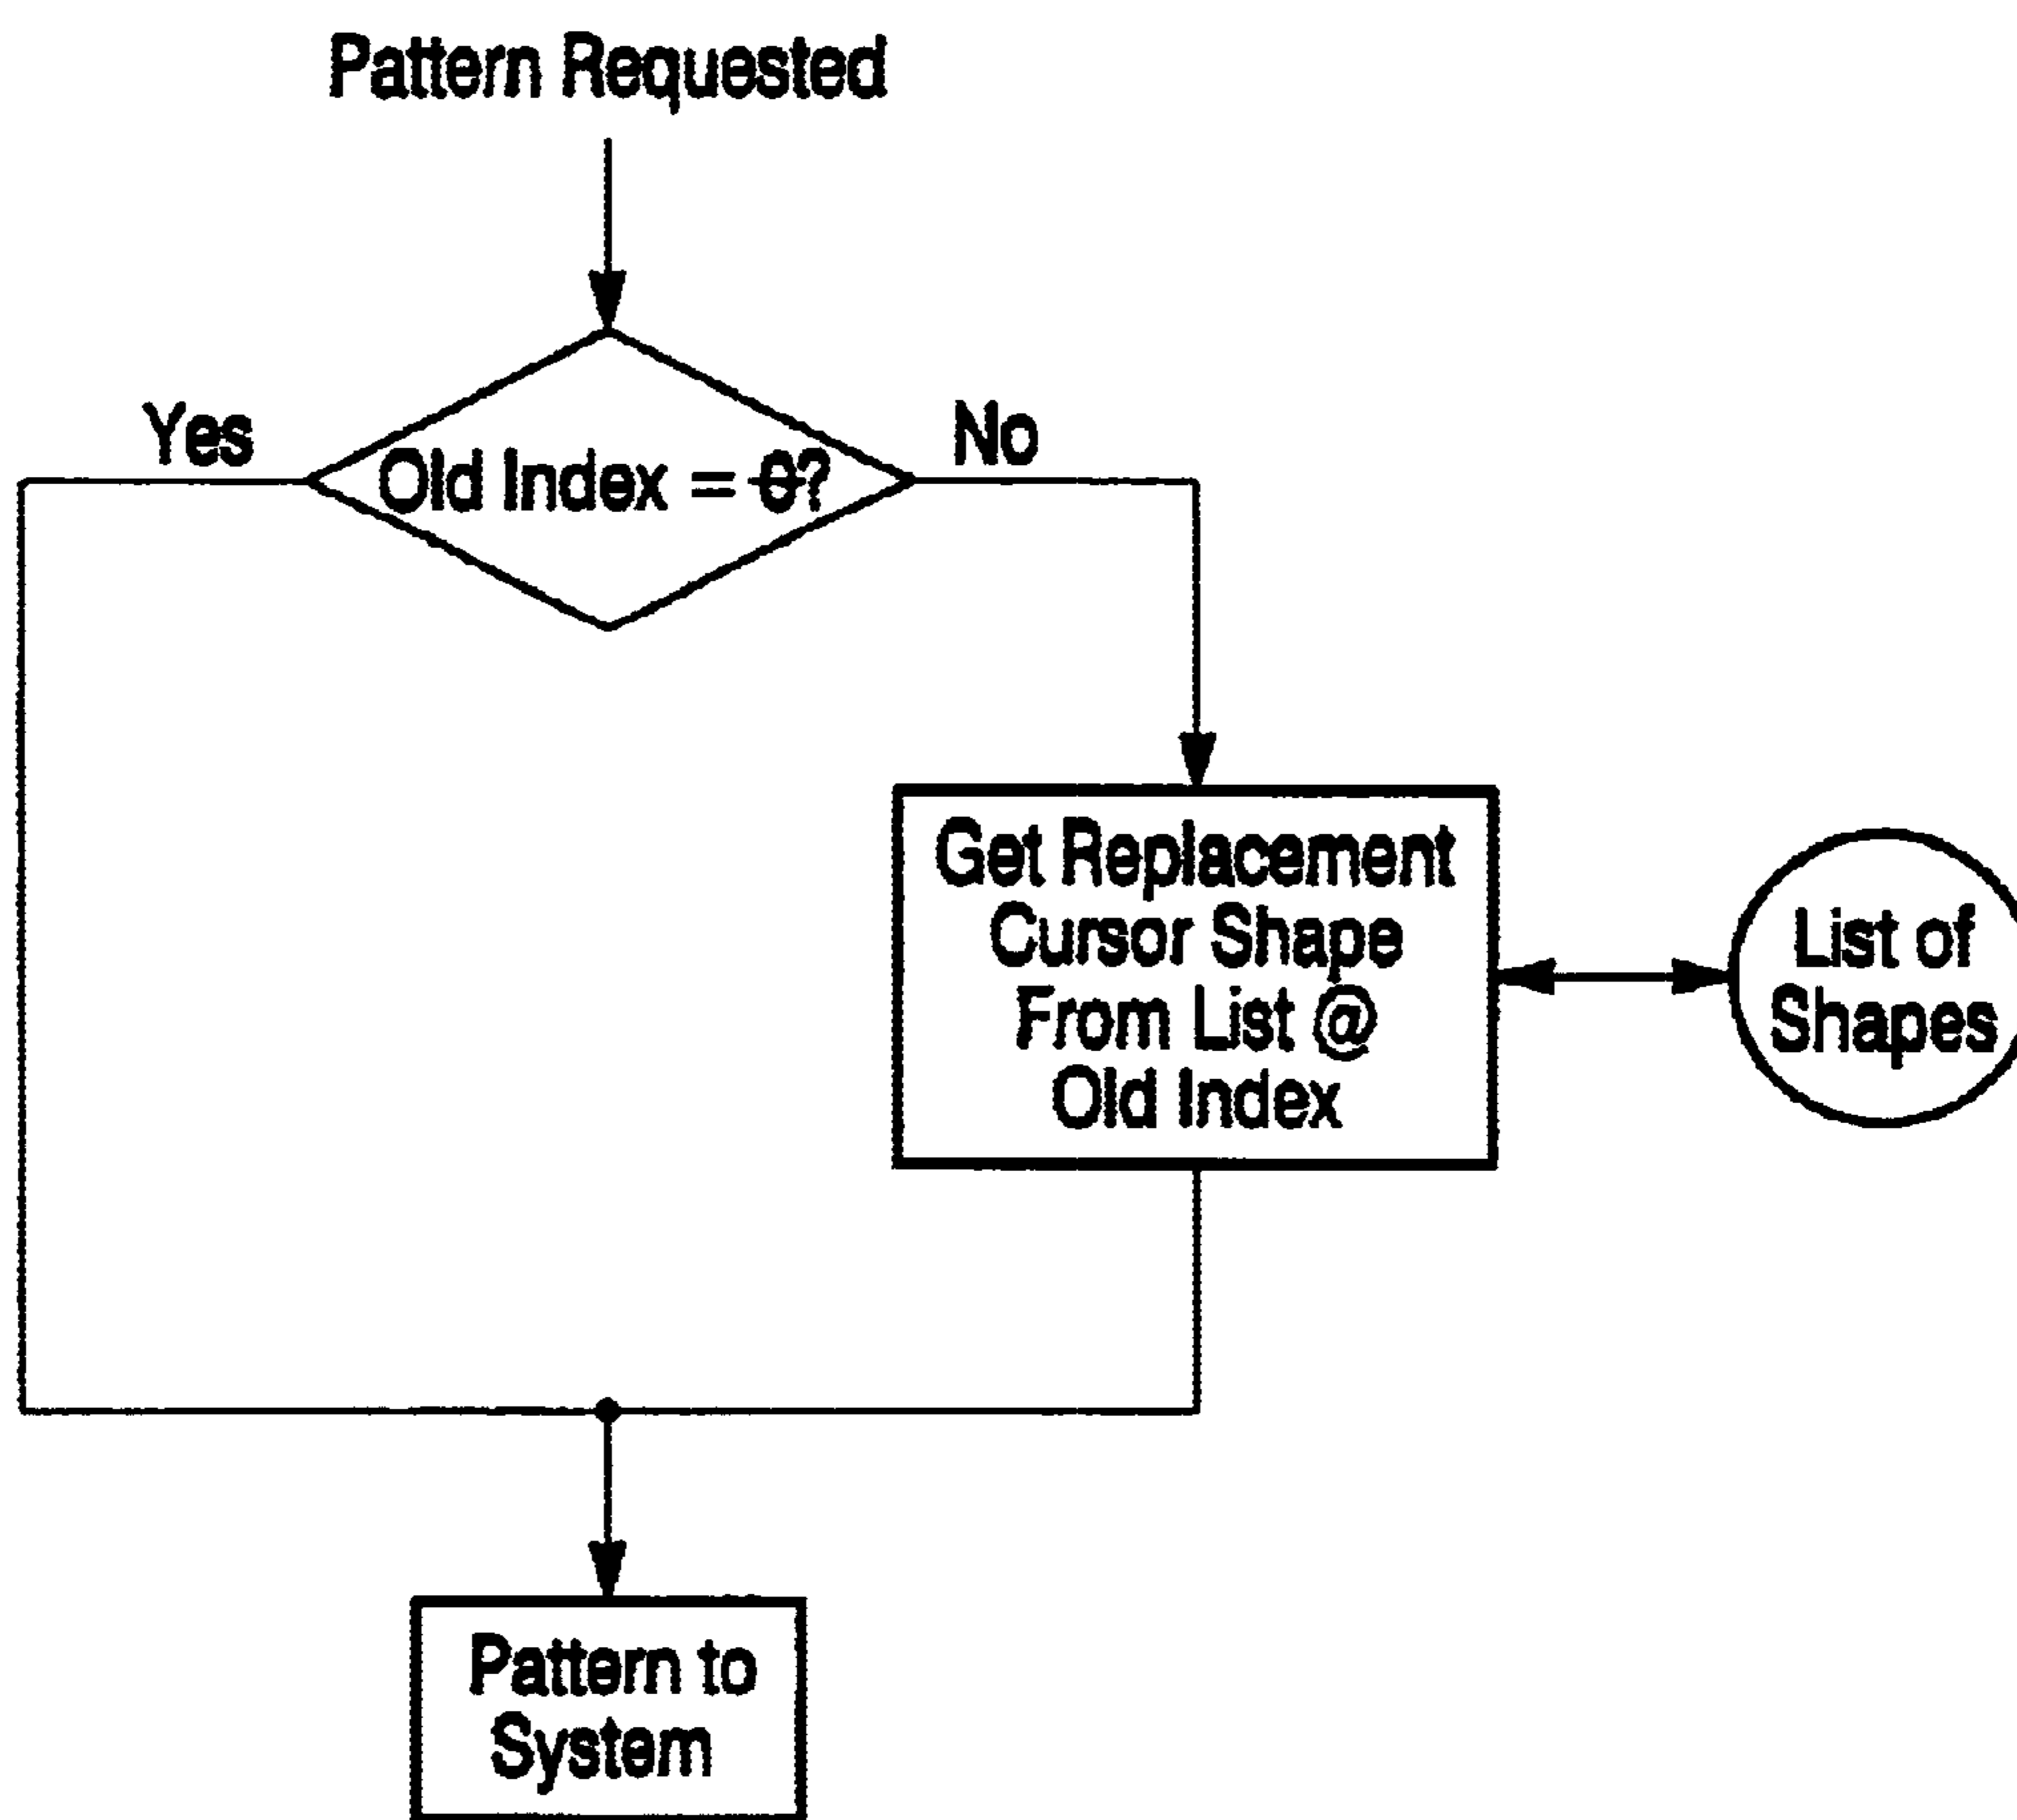 Pattern Requested
Yes
Old Index = 0?
No
Get Replacement
Cursor Shape
From List @
Old Index
List of
Shapes
Pattern to
System